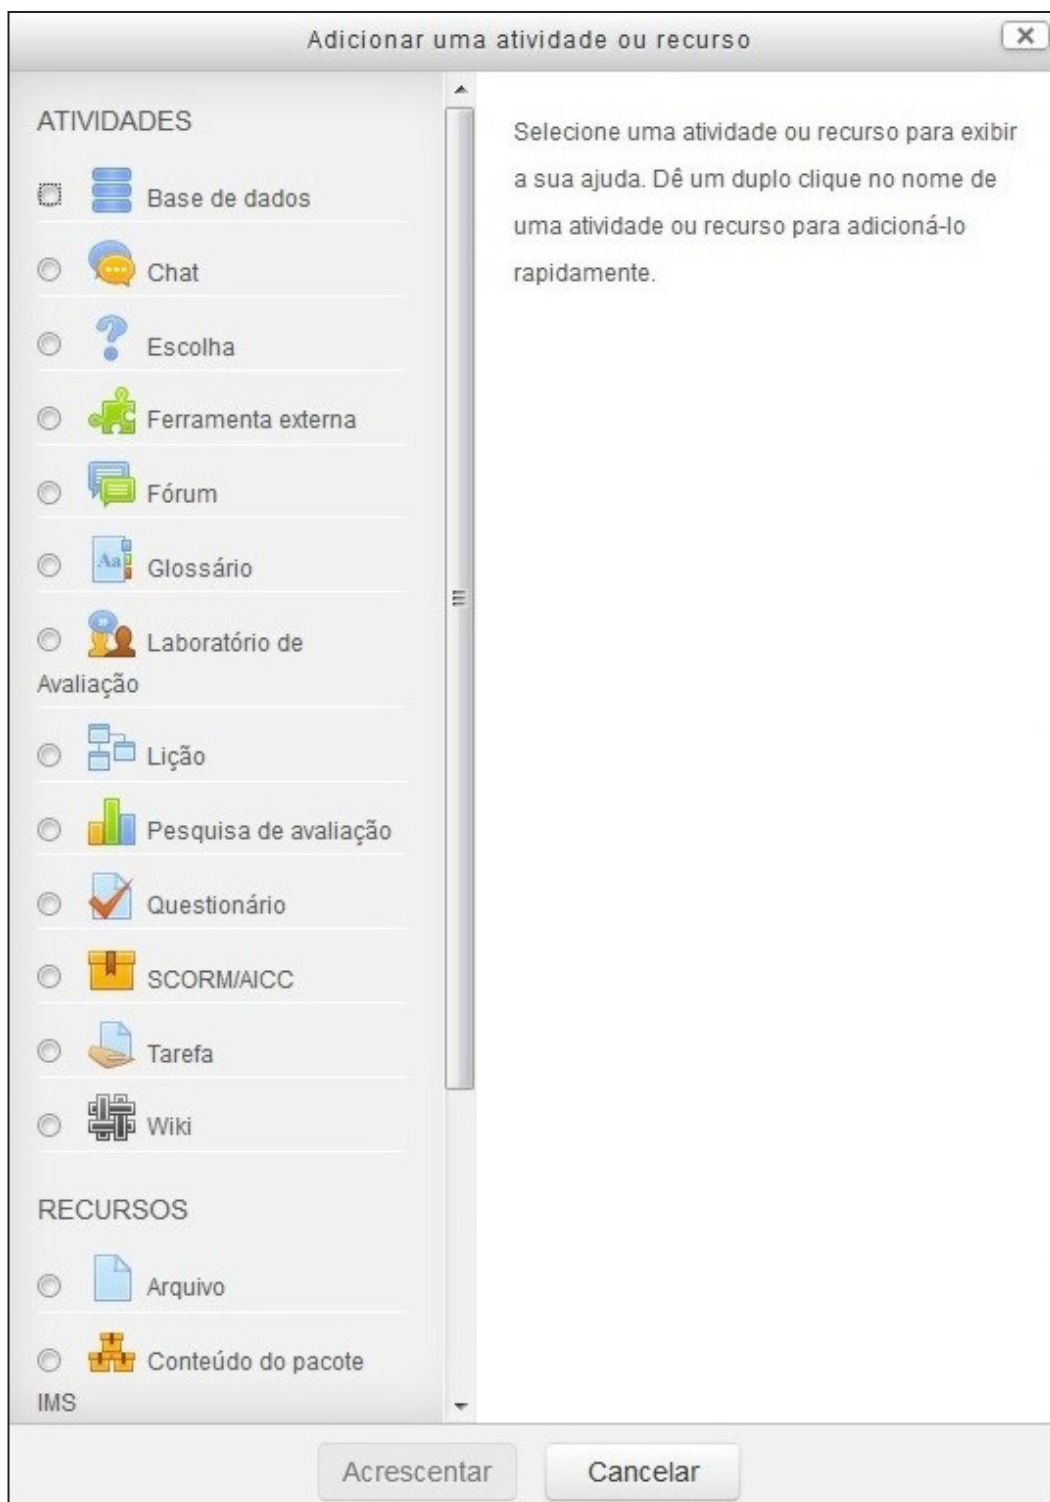 Adicionar uma atividade ou recurso
ATIVIDADES
Base de dados
Chat
Escolha
Ferramenta externa
Fórum
Aa
Glossário
Laboratório de
Avaliação
Lição
Pesquisa de avaliação
Questionário
SCORM/AICC
Tarefa
Wiki
RECURSOS
Arquivo
Conteúdo do pacote
IMS
Selecione uma atividade ou recurso para exibir
a sua ajuda. Dê um duplo clique no nome de
uma atividade ou recurso para adicioná-lo
rapidamente.
Acrescentar
Cancelar